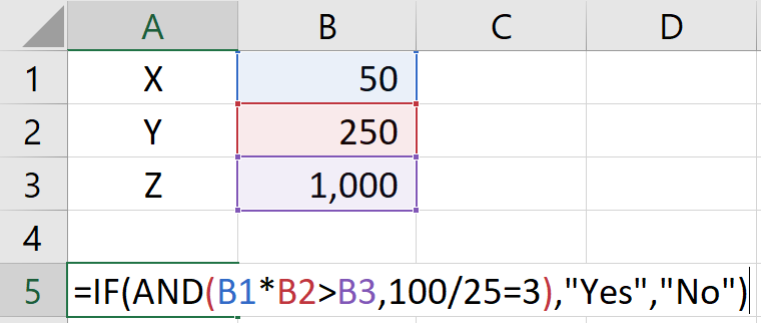 A B C D
1 X 50
2 Y 250
3 Z 1,000
4
5 =IF(AND(B1*B2>B3,100/25=3),"Yes","No")